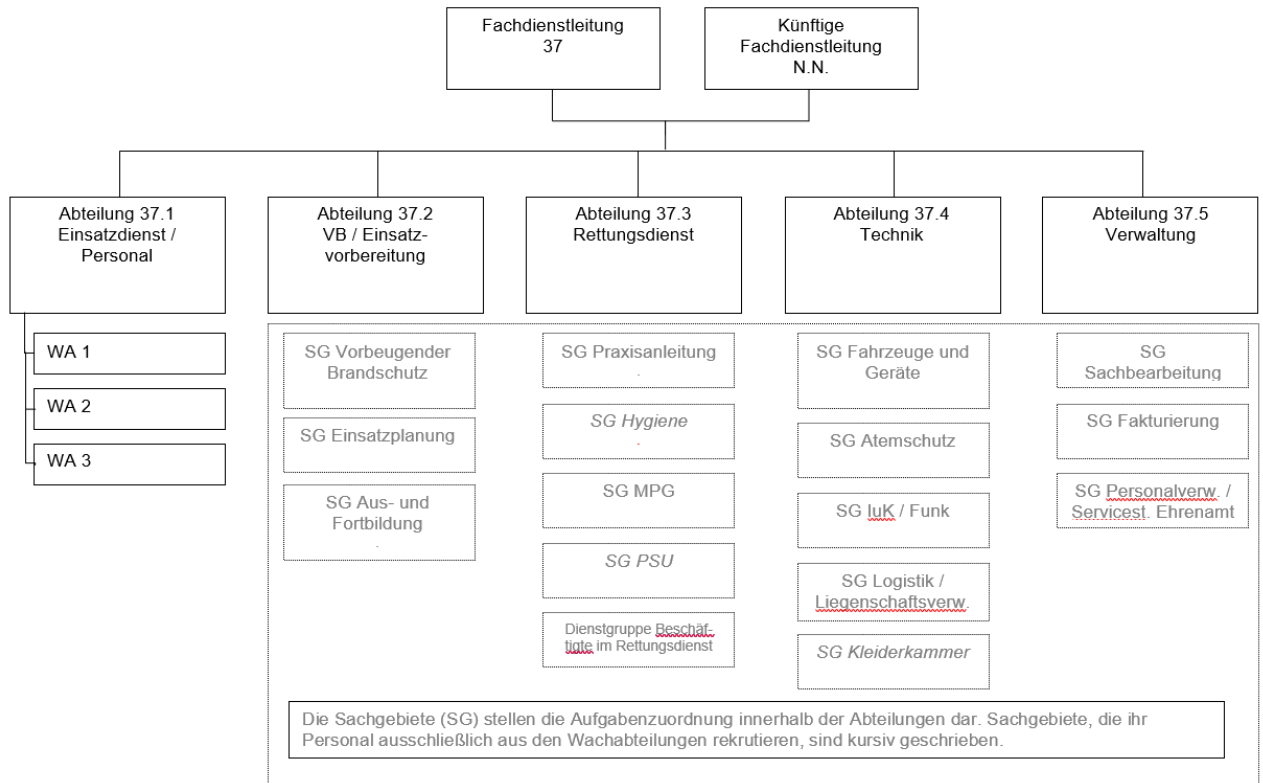 Fachdienstleitung
37
Künftige
Fachdienstleitung
N.N.
Abteilung 37.1
Einsatzdienst /
Personal
Abteilung 37.2
VB / Einsatz-
vorbereitung
Abteilung 37.3
Rettungsdienst
Abteilung 37.4
Technik
Abteilung 37.5
Verwaltung
WA 1
WA 2
WA 3
SG Vorbeugender
Brandschutz
SG Einsatzplanung
SG Aus- und
Fortbildung
.
SG Praxisanleitung
.
SG Hygiene
.
SG MPG
SG PSU
Dienstgruppe Beschäf-
tigte im Rettungsdienst
SG Fahrzeuge und
Geräte
SG Atemschutz
SG IuK / Funk
SG Logistik /
Liegenschaftsverw.
SG Kleiderkammer
SG
Sachbearbeitung
SG Fakturierung
SG Personalverw. /
Servicest. Ehrenamt
Die Sachgebiete (SG) stellen die Aufgabenzuordnung innerhalb der Abteilungen dar. Sachgebiete, die ihr
Personal ausschließlich aus den Wachabteilungen rekrutieren, sind kursiv geschrieben.